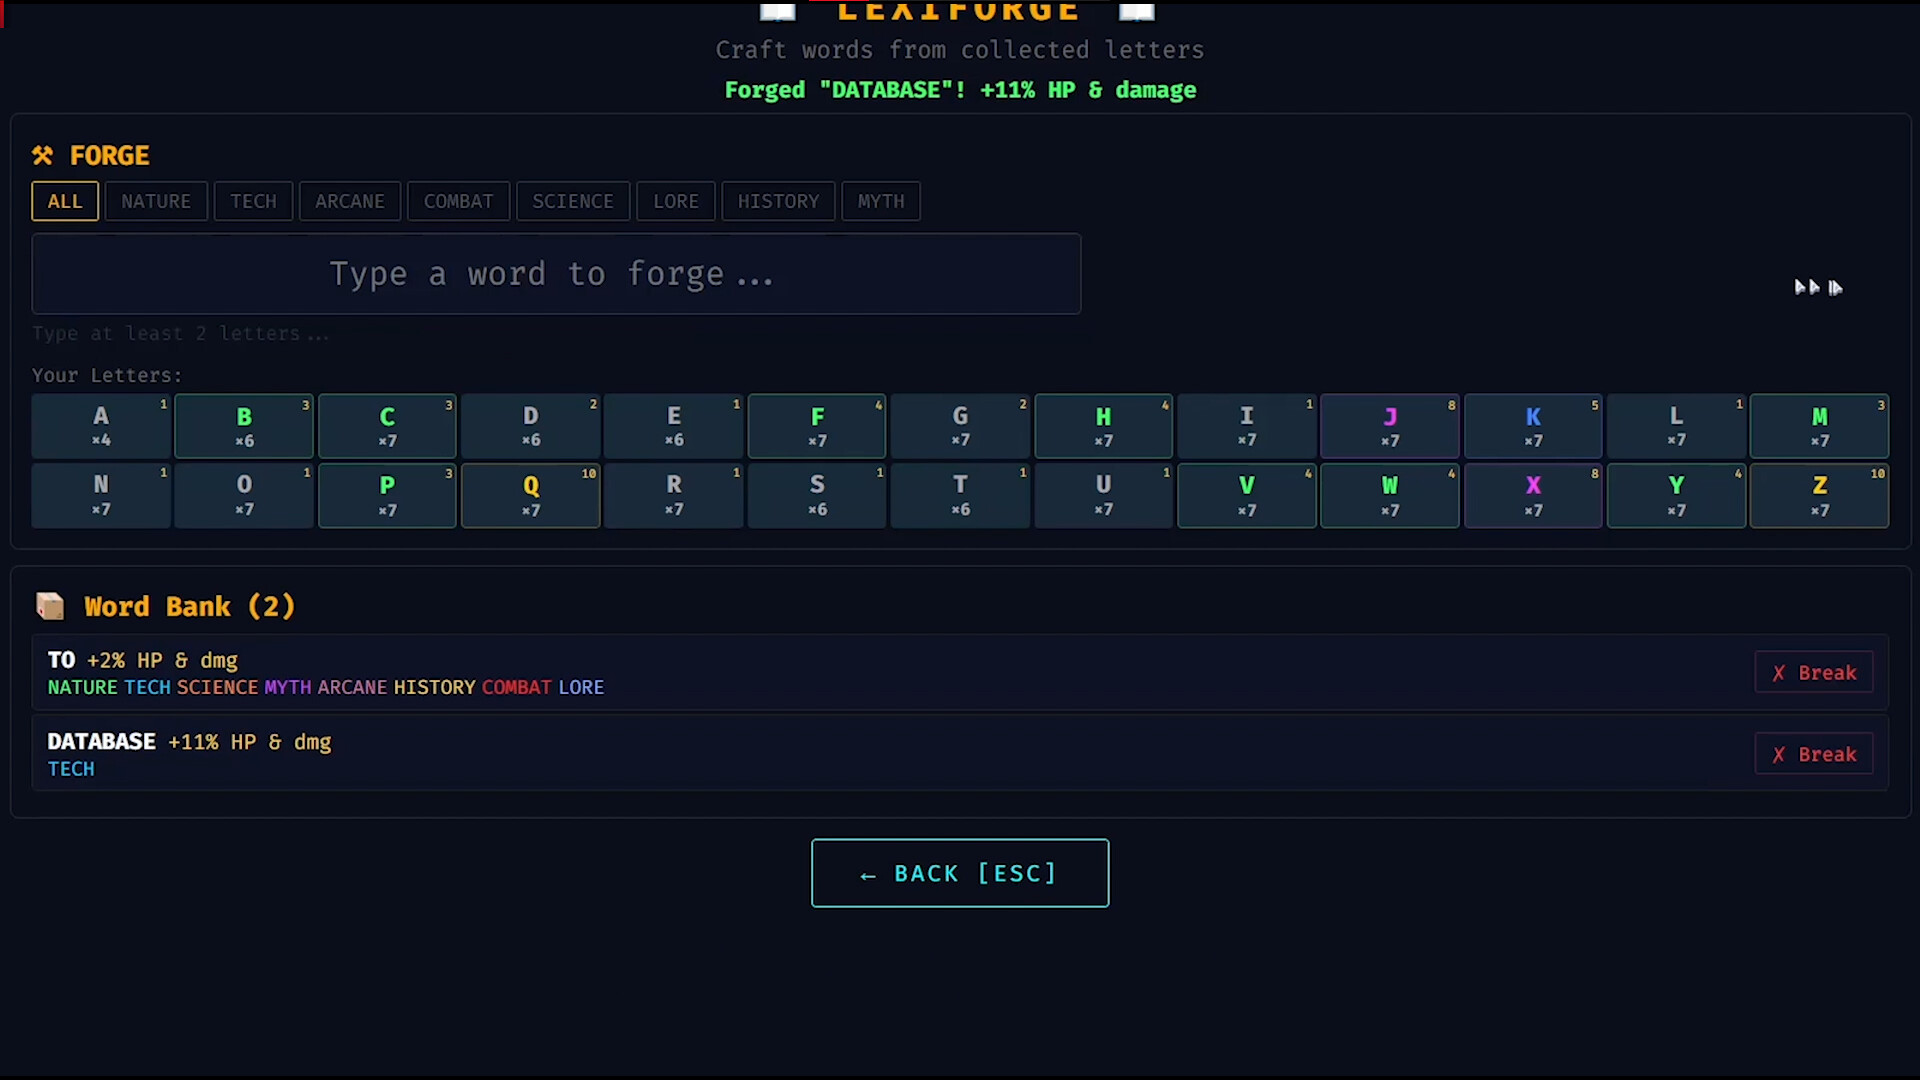 LEXIFORGE
Craft words from collected letters
Forged "DATABASE"! +11% HP & damage
⚒ FORGE
ALL NATURE TECH ARCANE COMBAT SCIENCE LORE HISTORY MYTH
Type a word to forge...
Type at least 2 letters...
Your Letters:
A 1 B 3 C 3 D 2 E 1 F 4 G 2 H 4 I 1 J 8 K 5 L 1 M 3
×4 ×6 ×7 ×6 ×6 ×7 ×7 ×7 ×7 ×7 ×7 ×7 ×7
N 1 O 1 P 3 Q 10 R 1 S 1 T 1 U 1 V 4 W 4 X 8 Y 4 Z 10
×7 ×7 ×7 ×7 ×7 ×6 ×6 ×7 ×7 ×7 ×7 ×7 ×7
Word Bank (2)
TO +2% HP & dmg
NATURE TECH SCIENCE MYTH ARCANE HISTORY COMBAT LORE
✗ Break
DATABASE +11% HP & dmg
TECH
✗ Break
← BACK [ESC]